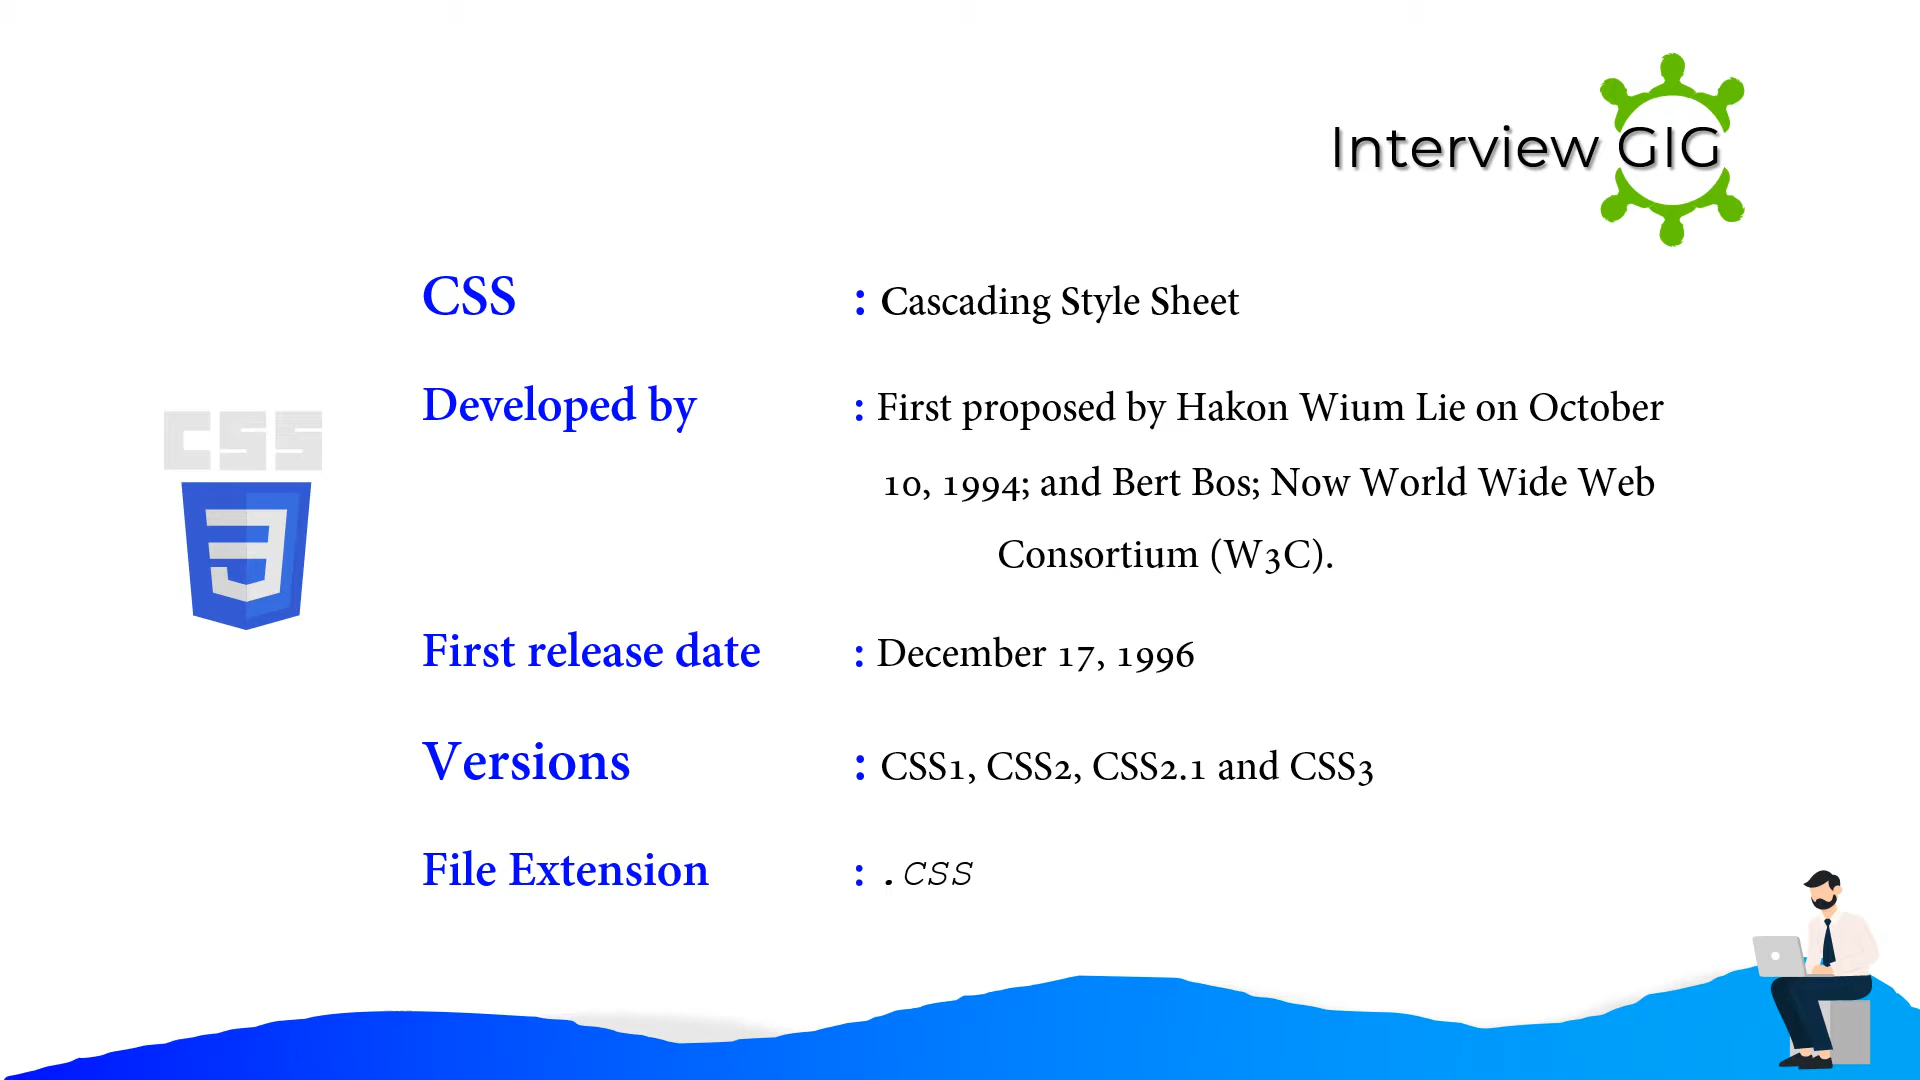 Interview GIG
CSS : Cascading Style Sheet
Developed by : First proposed by Hakon Wium Lie on October
10, 1994; and Bert Bos; Now World Wide Web
Consortium (W3C).
CSS
3
First release date : December 17, 1996
Versions : CSS1, CSS2, CSS2.1 and CSS3
File Extension : .CSS